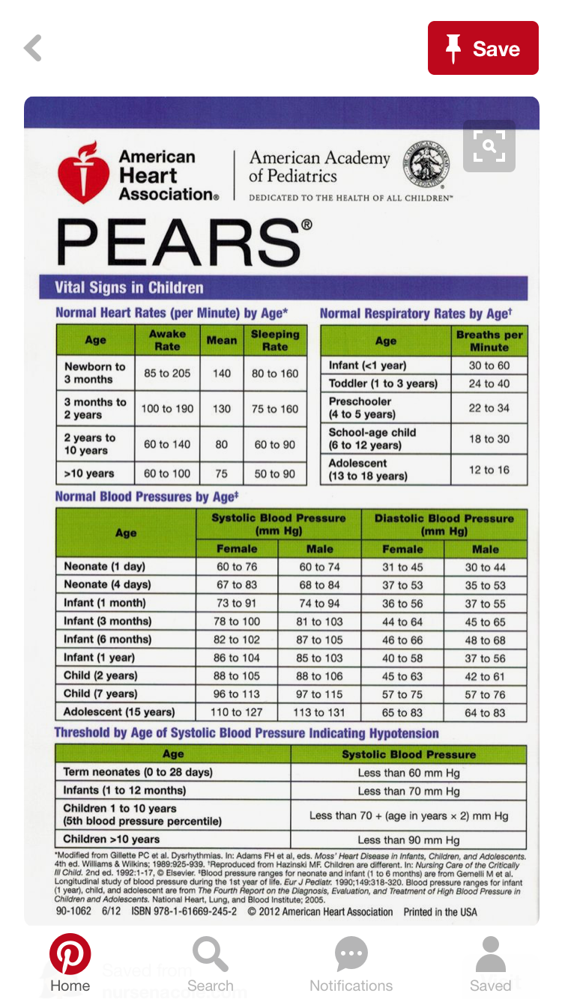 Save
American
Heart
Association®
American Academy
of Pediatrics
DEDICATED TO THE HEALTH OF ALL CHILDREN™
PEARS®
Vital Signs in Children
Normal Heart Rates (per Minute) by Age*
Age Awake Rate Mean Sleeping Rate
Newborn to 3 months 85 to 205 140 80 to 160
3 months to 2 years 100 to 190 130 75 to 160
2 years to 10 years 60 to 140 80 60 to 90
>10 years 60 to 100 75 50 to 90
Normal Respiratory Rates by Age†
Age Breaths per Minute
Infant (<1 year) 30 to 60
Toddler (1 to 3 years) 24 to 40
Preschooler (4 to 5 years) 22 to 34
School-age child (6 to 12 years) 18 to 30
Adolescent (13 to 18 years) 12 to 16
Normal Blood Pressures by Age‡
Age Systolic Blood Pressure (mm Hg) Diastolic Blood Pressure (mm Hg)
Female Male Female Male
Neonate (1 day) 60 to 76 60 to 74 31 to 45 30 to 44
Neonate (4 days) 67 to 83 68 to 84 37 to 53 35 to 53
Infant (1 month) 73 to 91 74 to 94 36 to 56 37 to 55
Infant (3 months) 78 to 100 81 to 103 44 to 64 45 to 65
Infant (6 months) 82 to 102 87 to 105 46 to 66 48 to 68
Infant (1 year) 86 to 104 85 to 103 40 to 58 37 to 56
Child (2 years) 88 to 105 88 to 106 45 to 63 42 to 61
Child (7 years) 96 to 113 97 to 115 57 to 75 57 to 76
Adolescent (15 years) 110 to 127 113 to 131 65 to 83 64 to 83
Threshold by Age of Systolic Blood Pressure Indicating Hypotension
Age Systolic Blood Pressure
Term neonates (0 to 28 days) Less than 60 mm Hg
Infants (1 to 12 months) Less than 70 mm Hg
Children 1 to 10 years (5th blood pressure percentile) Less than 70 + (age in years × 2) mm Hg
Children >10 years Less than 90 mm Hg
*Modified from Gillette PC et al. Dysrhythmias. In: Adams FH et al, eds. Moss' Heart Disease in Infants, Children, and Adolescents.
4th ed. Williams & Wilkins; 1989:925-939. †Reproduced from Hazinski MF. Children are different. In: Nursing Care of the Critically
Ill Child. 2nd ed. 1992:1-17, © Elsevier. ‡Blood pressure ranges for neonate and infant (1 to 6 months) are from Gemelli M et al.
Longitudinal study of blood pressure during the 1st year of life. Eur J Pediatr. 1990;149:318-320. Blood pressure ranges for infant
(1 year), child, and adolescent are from The Fourth Report on the Diagnosis, Evaluation, and Treatment of High Blood Pressure in
Children and Adolescents. National Heart, Lung, and Blood Institute; 2005.
90-1062 6/12 ISBN 978-1-61669-245-2 © 2012 American Heart Association Printed in the USA
Home Search Notifications Saved